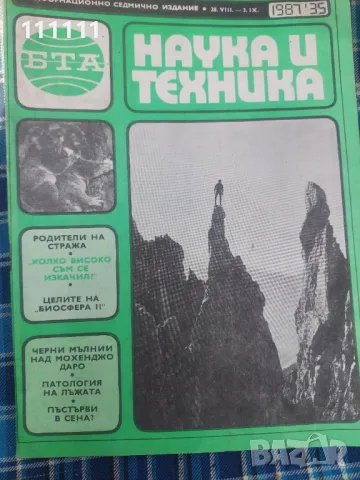 111111
ИНФОРМАЦИОННО СЕДМИЧНО ИЗДАНИЕ • 28. VIII. — 3. IX.
1987'35
БТА
НАУКА И
ТЕХНИКА
РОДИТЕЛИ НА
СТРАЖА
•
„КОЛКО ВИСОКО
СЪМ СЕ
ИЗКАЧИЛ!"
•
ЦЕЛИТЕ НА
„БИОСФЕРА II"
ЧЕРНИ МЪЛНИИ
НАД МОХЕНДЖО
ДАРО
•
ПАТОЛОГИЯ
НА ЛЪЖАТА
•
ПЪСТЪРВИ
В СЕНА?
BAZAR